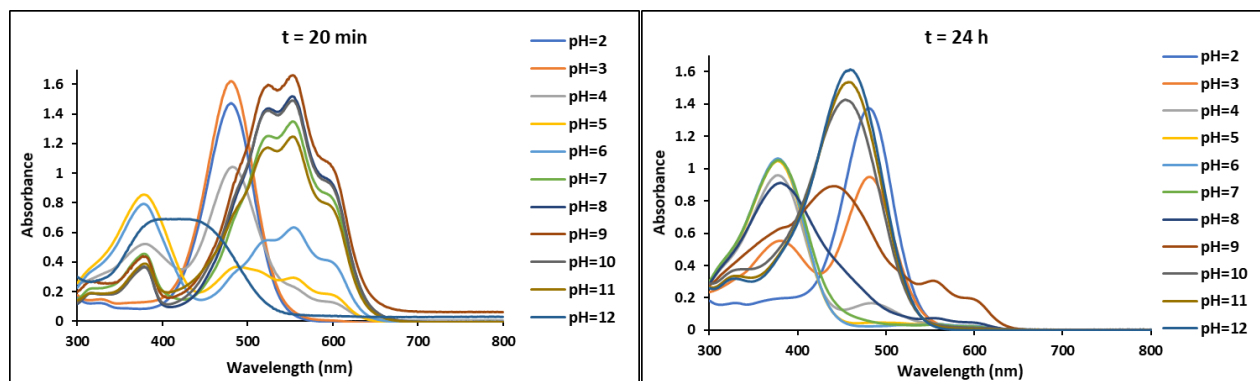 t = 20 min
Absorbance
1.6
1.4
1.2
1
0.8
0.6
0.4
0.2
0
300 400 500 600 700 800
Wavelength (nm)
pH=2
pH=3
pH=4
pH=5
pH=6
pH=7
pH=8
pH=9
pH=10
pH=11
pH=12
t = 24 h
Absorbance
1.6
1.4
1.2
1
0.8
0.6
0.4
0.2
0
300 400 500 600 700 800
Wavelength (nm)
pH=2
pH=3
pH=4
pH=5
pH=6
pH=7
pH=8
pH=9
pH=10
pH=11
pH=12